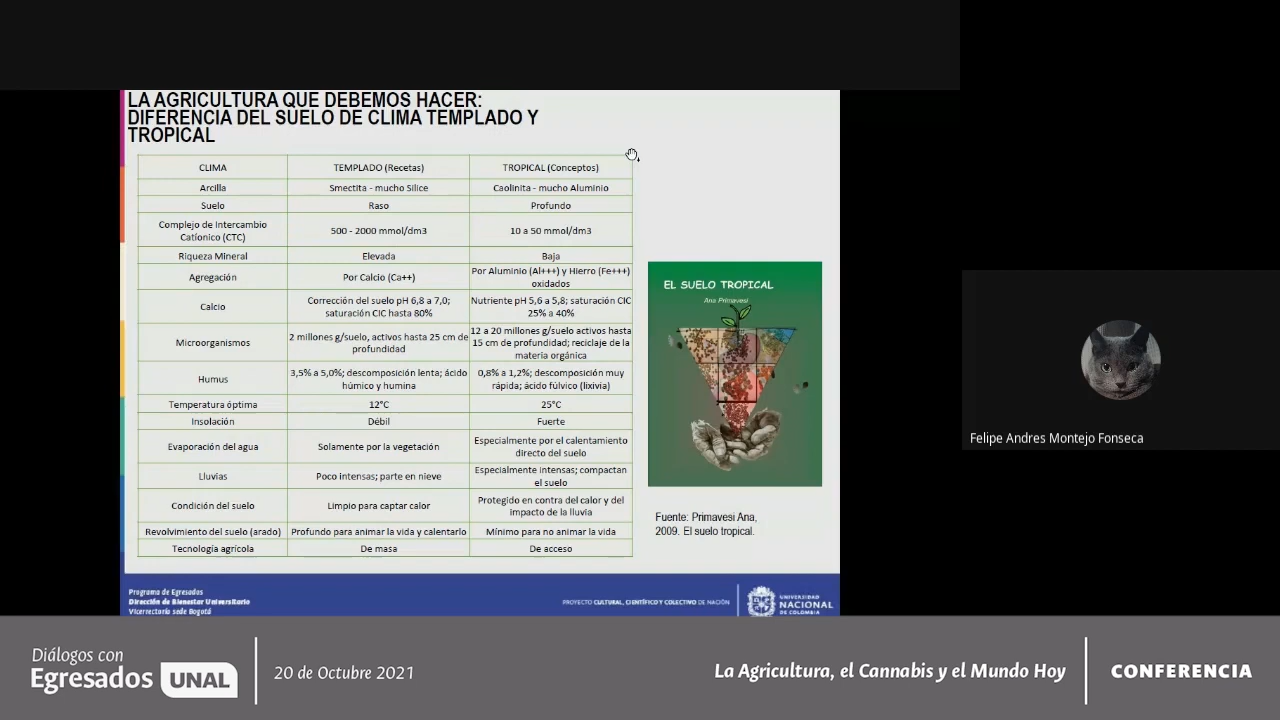 LA AGRICULTURA QUE DEBEMOS HACER:
DIFERENCIA DEL SUELO DE CLIMA TEMPLADO Y
TROPICAL
CLIMA
TEMPLADO (Recetas)
TROPICAL (Conceptos)
Arcilla
Smectita - mucho Silice
Caolinita - mucho Aluminio
Suelo
Raso
Profundo
Complejo de Intercambio
Catíonico (CTC)
500 - 2000 mmol/dm3
10 a 50 mmol/dm3
Riqueza Mineral
Elevada
Baja
Agregación
Por Calcio (Ca++)
Por Aluminio (Al+++) y Hierro (Fe+++)
oxidados
Calcio
Corrección del suelo pH 6,8 a 7,0;
saturación CIC hasta 80%
Nutriente pH 5,6 a 5,8; saturación CIC
25% a 40%
Microorganismos
2 millones g/suelo, activos hasta 25 cm de
profundidad
12 a 20 millones g/suelo activos hasta
15 cm de profundidad; reciclaje de la
materia orgánica
Humus
3,5% a 5,0%; descomposición lenta; ácido
húmico y humina
0,8% a 1,2%; descomposición muy
rápida; ácido fúlvico (lixivia)
Temperatura óptima
12°C
25°C
Insolación
Débil
Fuerte
Evaporación del agua
Solamente por la vegetación
Especialmente por el calentamiento
directo del suelo
Lluvias
Poco intensas; parte en nieve
Especialmente intensas; compactan
el suelo
Condición del suelo
Limpio para captar calor
Protegido en contra del calor y del
impacto de la lluvia
Revolvimiento del suelo (arado)
Profundo para animar la vida y calentarlo
Mínimo para no animar la vida
Tecnología agrícola
De masa
De acceso
EL SUELO TROPICAL
Ana Primavesi
Fuente: Primavesi Ana,
2009. El suelo tropical.
Felipe Andres Montejo Fonseca
Programa de Egresados
Dirección de Bienestar Universitario
Vicerrectoría sede Bogotá
PROYECTO CULTURAL, CIENTÍFICO Y COLECTIVO DE NACIÓN
UNIVERSIDAD
NACIONAL
DE COLOMBIA
Diálogos con
Egresados UNAL
20 de Octubre 2021
La Agricultura, el Cannabis y el Mundo Hoy
CONFERENCIA